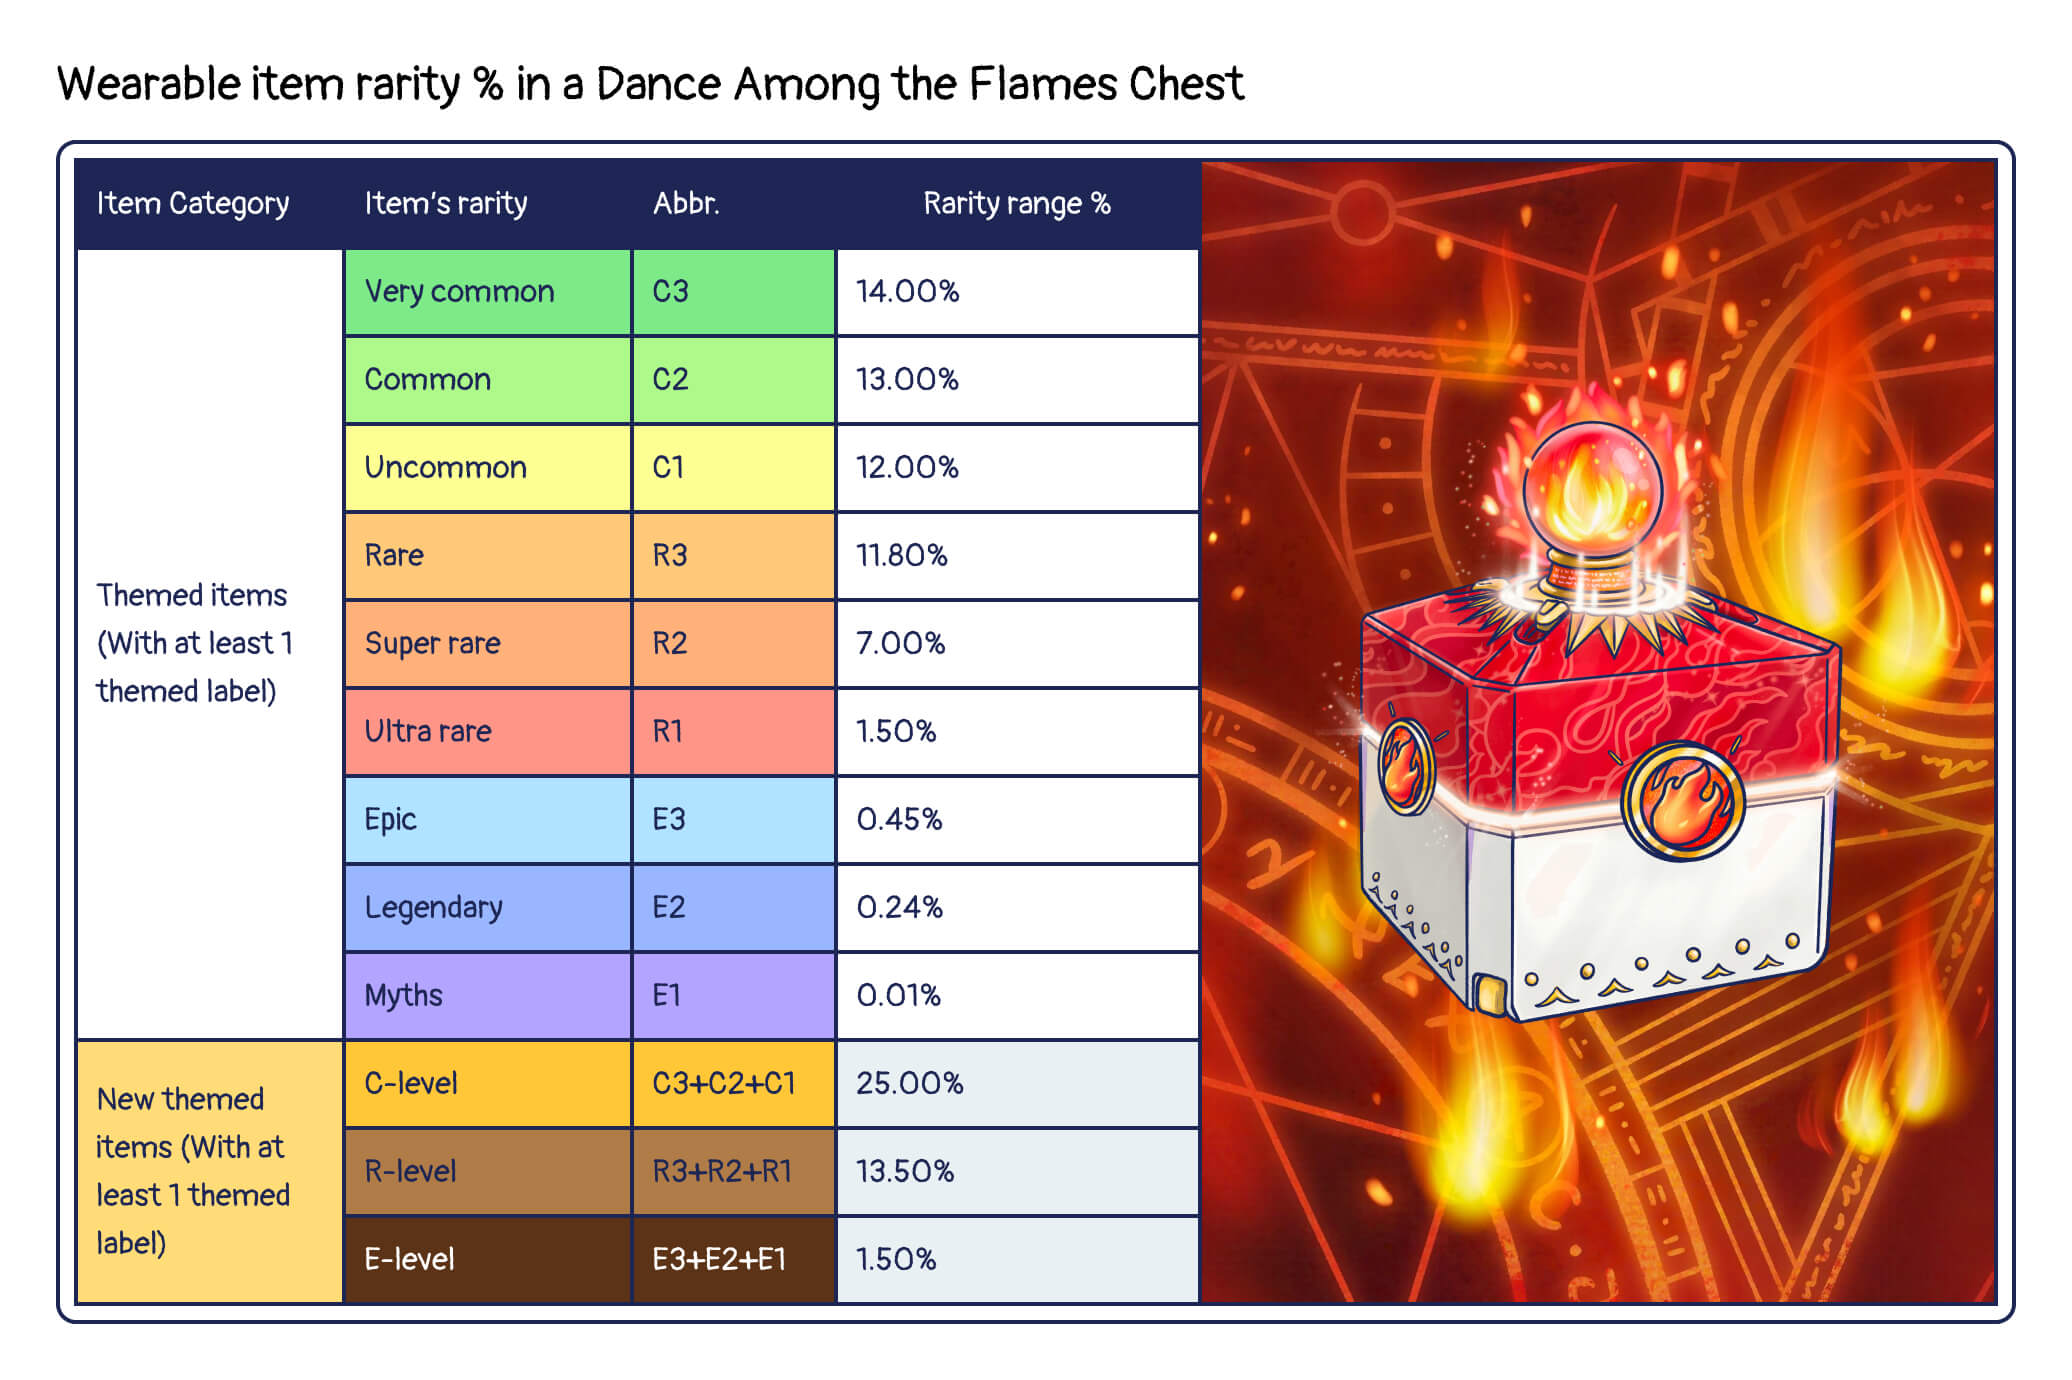 Wearable item rarity % in a Dance Among the Flames Chest
Item Category Item's rarity Abbr. Rarity range %
Themed items
(With at least 1
themed label)
Very common C3 14.00%
Common C2 13.00%
Uncommon C1 12.00%
Rare R3 11.80%
Super rare R2 7.00%
Ultra rare R1 1.50%
Epic E3 0.45%
Legendary E2 0.24%
Myths E1 0.01%
New themed
items (With at
least 1 themed
label)
C-level C3+C2+C1 25.00%
R-level R3+R2+R1 13.50%
E-level E3+E2+E1 1.50%